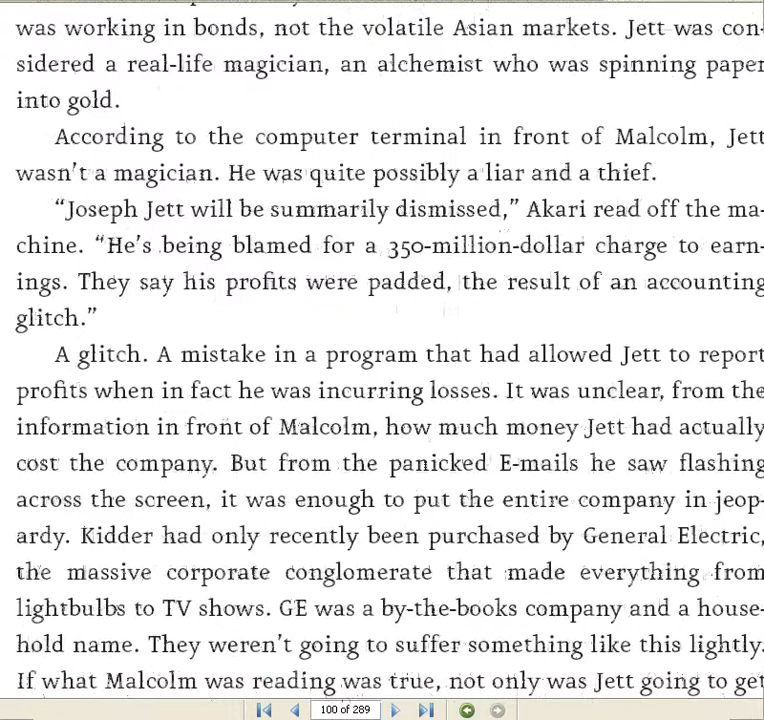 was working in bonds, not the volatile Asian markets. Jett was con-
sidered a real-life magician, an alchemist who was spinning paper
into gold.
According to the computer terminal in front of Malcolm, Jett
wasn't a magician. He was quite possibly a liar and a thief.
“Joseph Jett will be summarily dismissed,” Akari read off the ma-
chine. “He's being blamed for a 350-million-dollar charge to earn-
ings. They say his profits were padded, the result of an accounting
glitch.”
A glitch. A mistake in a program that had allowed Jett to report
profits when in fact he was incurring losses. It was unclear, from the
information in front of Malcolm, how much money Jett had actually
cost the company. But from the panicked E-mails he saw flashing
across the screen, it was enough to put the entire company in jeop-
ardy. Kidder had only recently been purchased by General Electric,
the massive corporate conglomerate that made everything from
lightbulbs to TV shows. GE was a by-the-books company and a house-
hold name. They weren't going to suffer something like this lightly.
If what Malcolm was reading was true, not only was Jett going to get
100 of 289